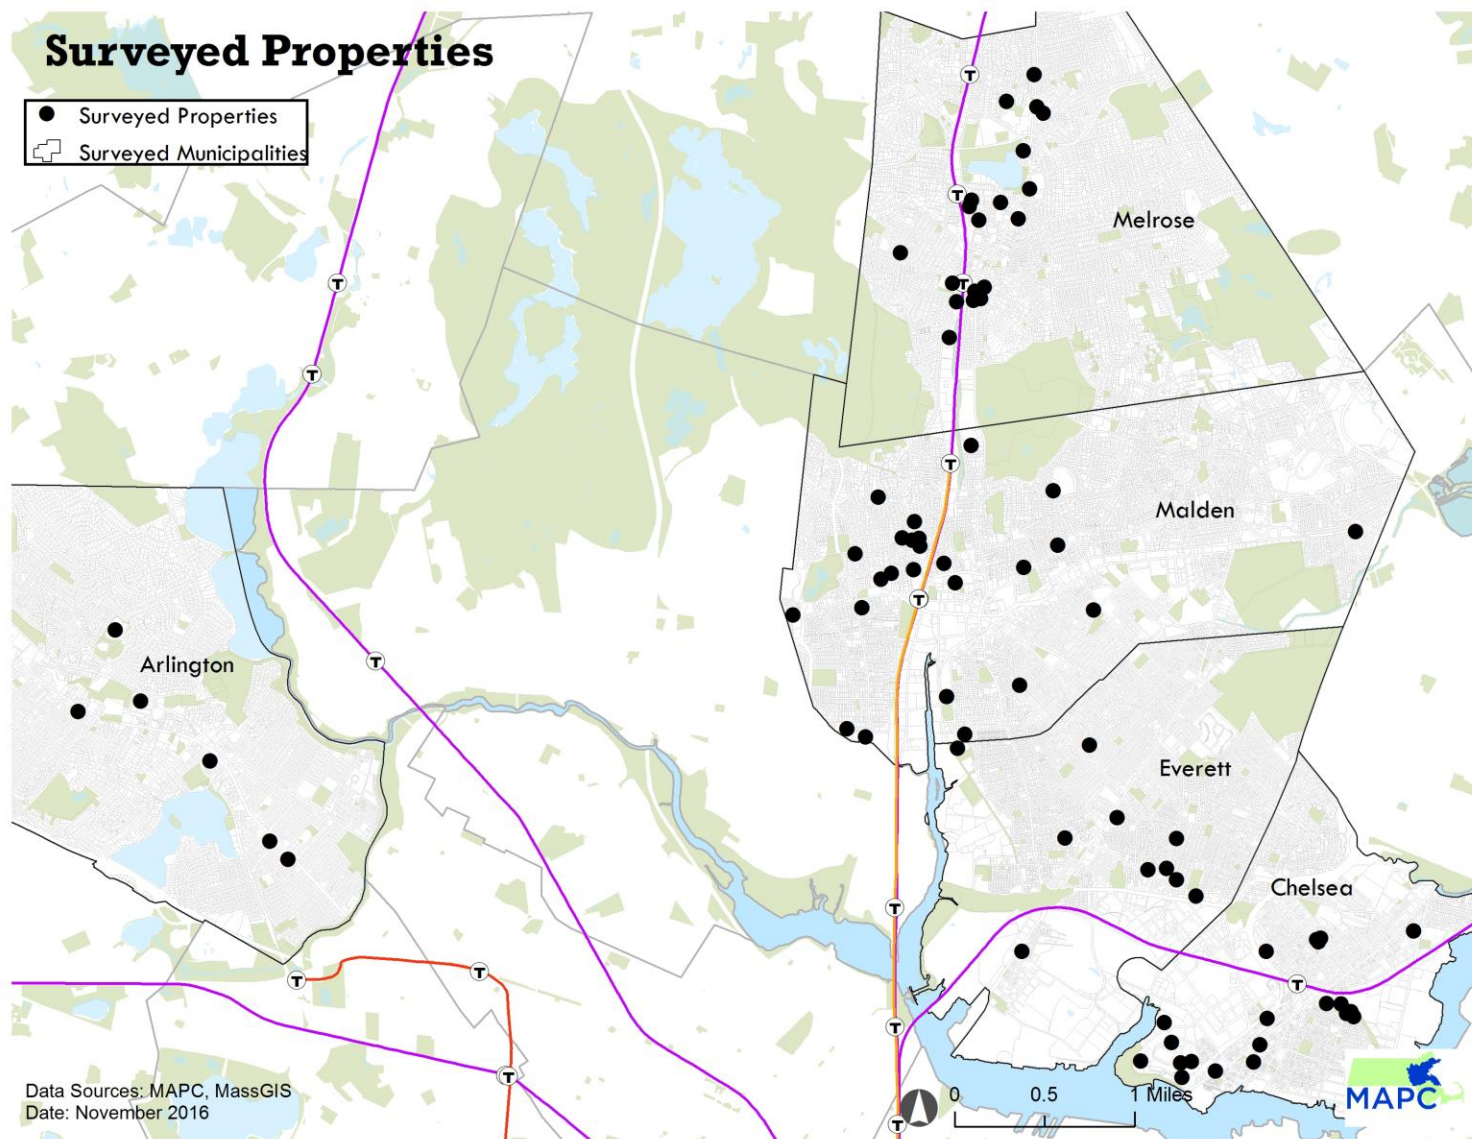 Surveyed Properties
Surveyed Properties
Surveyed Municipalities
T
T
Melrose
T
T
T
T
Malden
T
T
Arlington
T
Everett
Chelsea
T
T
T
T
T
T
Data Sources: MAPC, MassGIS
Date: November 2016
0 0.5 1 Miles
T
MAPC